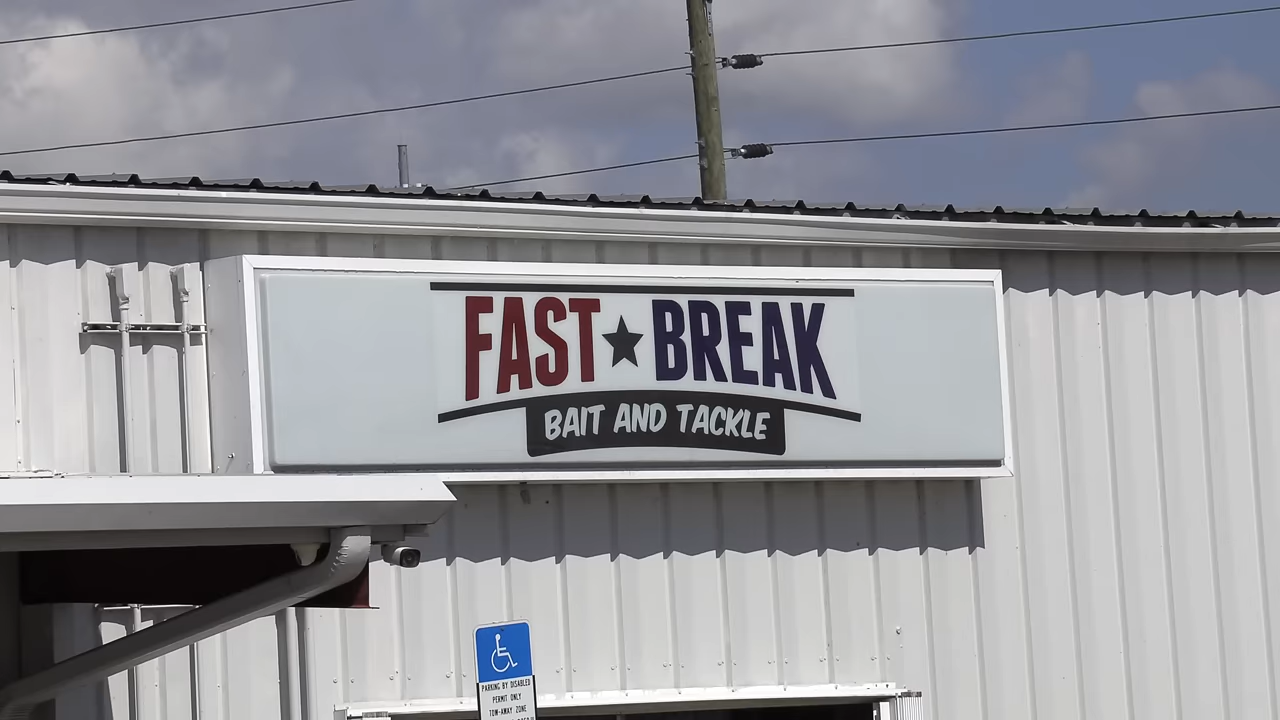 FAST★BREAK
BAIT AND TACKLE
PARKING BY DISABLED
PERMIT ONLY
TOW-AWAY ZONE